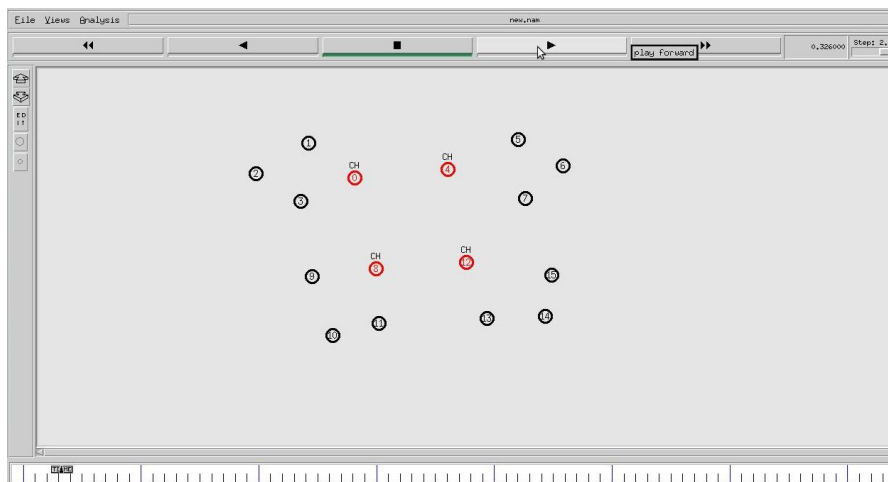 File Views Analysis new.nam
play forward 0.326000 Step: 2.
ED
IT
1 5
2 CH CH 6
0 4
3 7
CH CH
9 8 12 15
10 11 13 14